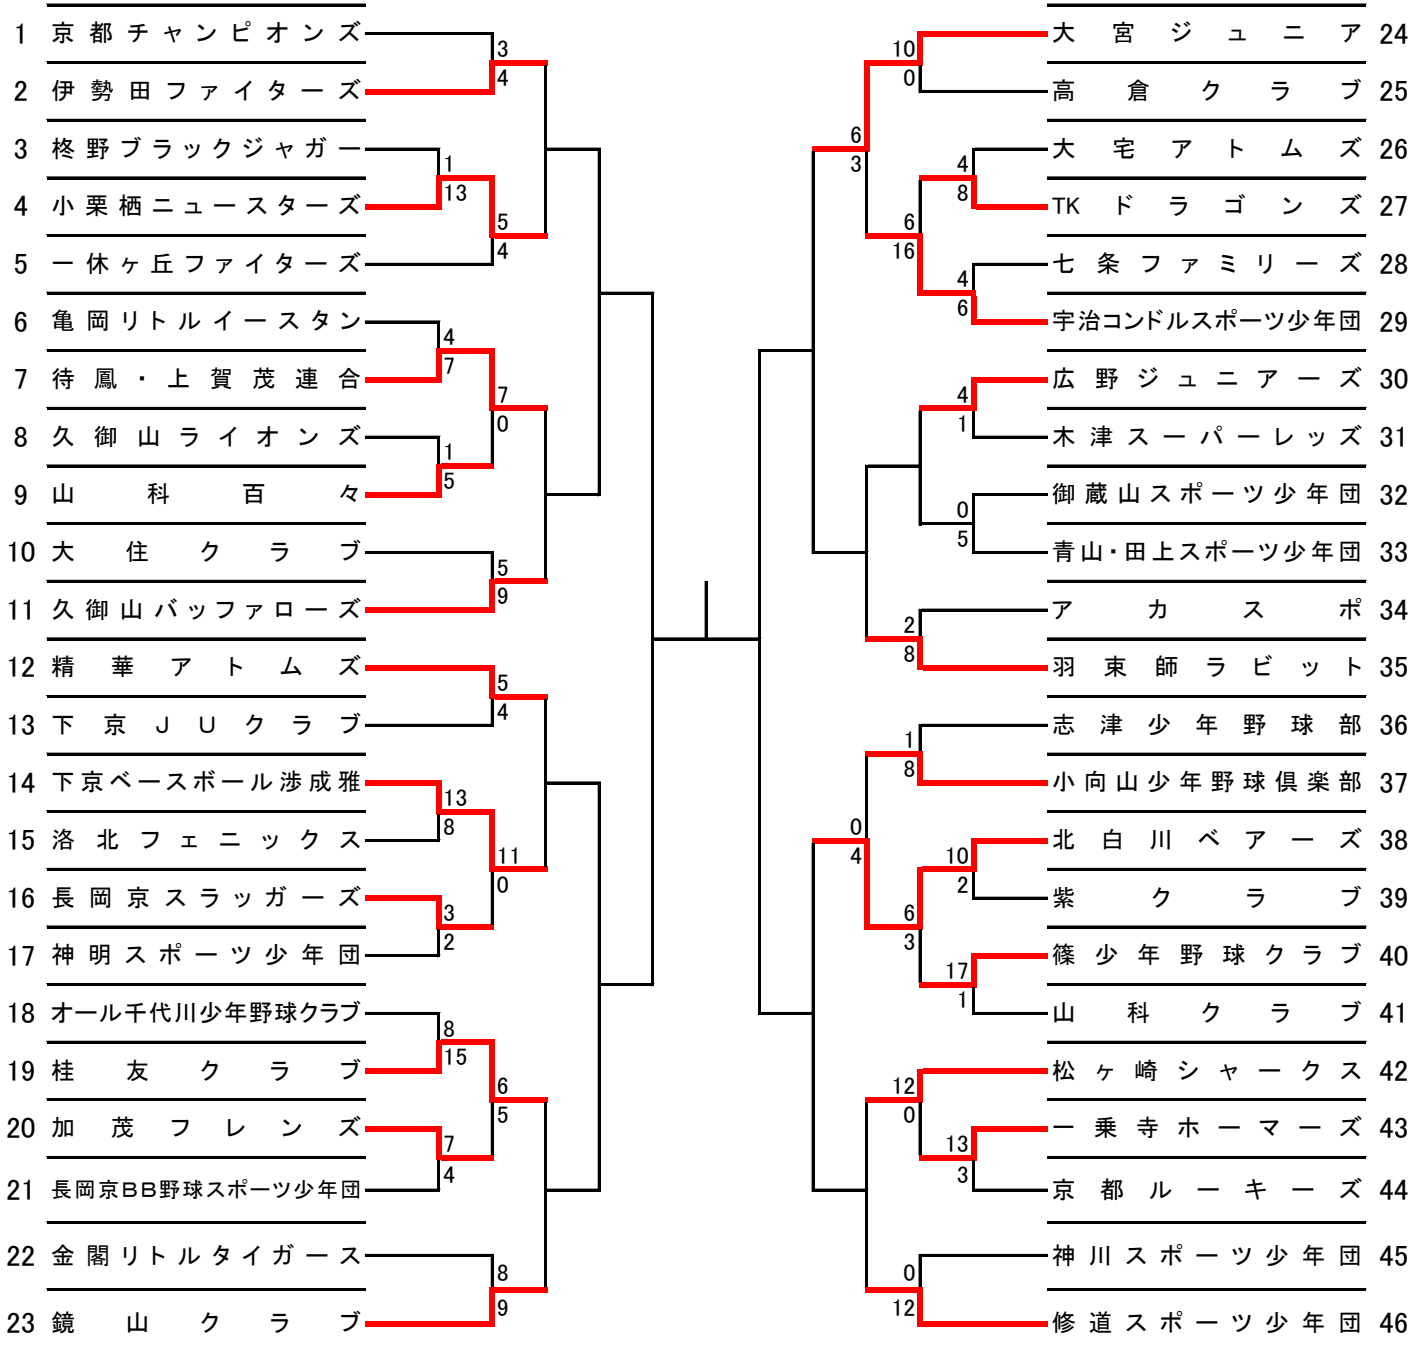 1 京都チャンピオンズ
2 伊勢田ファイターズ
3 柊野ブラックジャガー
4 小栗栖ニュースターズ
5 一休ヶ丘ファイターズ
6 亀岡リトルイースタン
7 待鳳・上賀茂連合
8 久御山ライオンズ
9 山科百々
10 大住クラブ
11 久御山バッファローズ
12 精華アトムズ
13 下京JUクラブ
14 下京ベースボール渉成雅
15 洛北フェニックス
16 長岡京スラッガーズ
17 神明スポーツ少年団
18 オール千代川少年野球クラブ
19 桂友クラブ
20 加茂フレンズ
21 長岡京BB野球スポーツ少年団
22 金閣リトルタイガース
23 鏡山クラブ
3
4
1
13
5
4
4
7
7
0
1
5
5
9
5
4
13
8
11
0
3
2
8
15
6
5
7
4
8
9
10
0
6
3
4
8
6
16
4
6
4
1
0
5
2
8
1
8
0
4
10
2
6
3
17
1
12
0
13
3
0
12
大宮ジュニア 24
高倉クラブ 25
大宅アトムズ 26
TKドラゴンズ 27
七条ファミリーズ 28
宇治コンドルスポーツ少年団 29
広野ジュニアーズ 30
木津スーパーレッズ 31
御蔵山スポーツ少年団 32
青山・田上スポーツ少年団 33
アカスポ 34
羽束師ラビット 35
志津少年野球部 36
小向山少年野球倶楽部 37
北白川ベアーズ 38
紫クラブ 39
篠少年野球クラブ 40
山科クラブ 41
松ヶ崎シャークス 42
一乗寺ホーマーズ 43
京都ルーキーズ 44
神川スポーツ少年団 45
修道スポーツ少年団 46